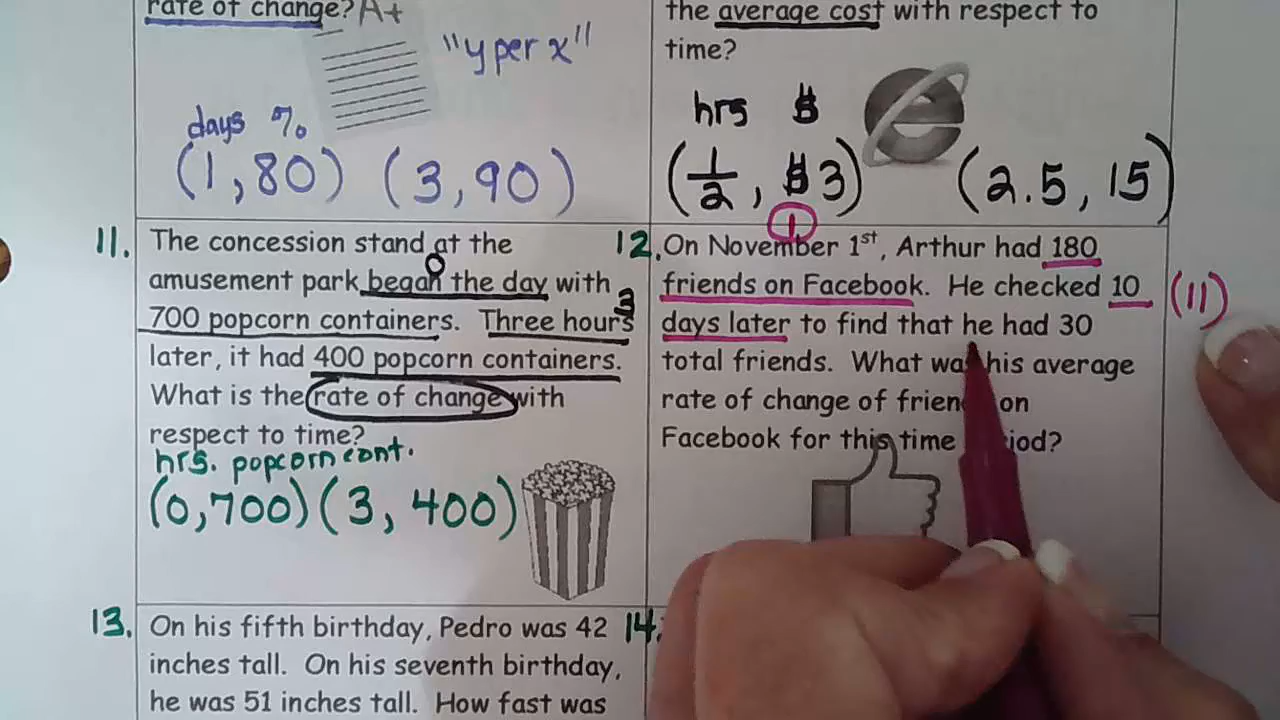 rate of change? A+
"y per x"
days %
(1, 80) (3, 90)
the average cost with respect to
time?
hrs $
(1/2, $3) (2.5, 15)
11. The concession stand at the
0
amusement park began the day with
3
700 popcorn containers. Three hours
later, it had 400 popcorn containers.
What is the rate of change with
respect to time?
hrs. popcorn cont.
(0, 700) (3, 400)
1
12. On November 1st, Arthur had 180
friends on Facebook. He checked 10 (11)
days later to find that he had 30
total friends. What was his average
rate of change of on
Facebook for this time
13. On his fifth birthday, Pedro was 42
inches tall. On his seventh birthday,
he was 51 inches tall. How fast was
14.